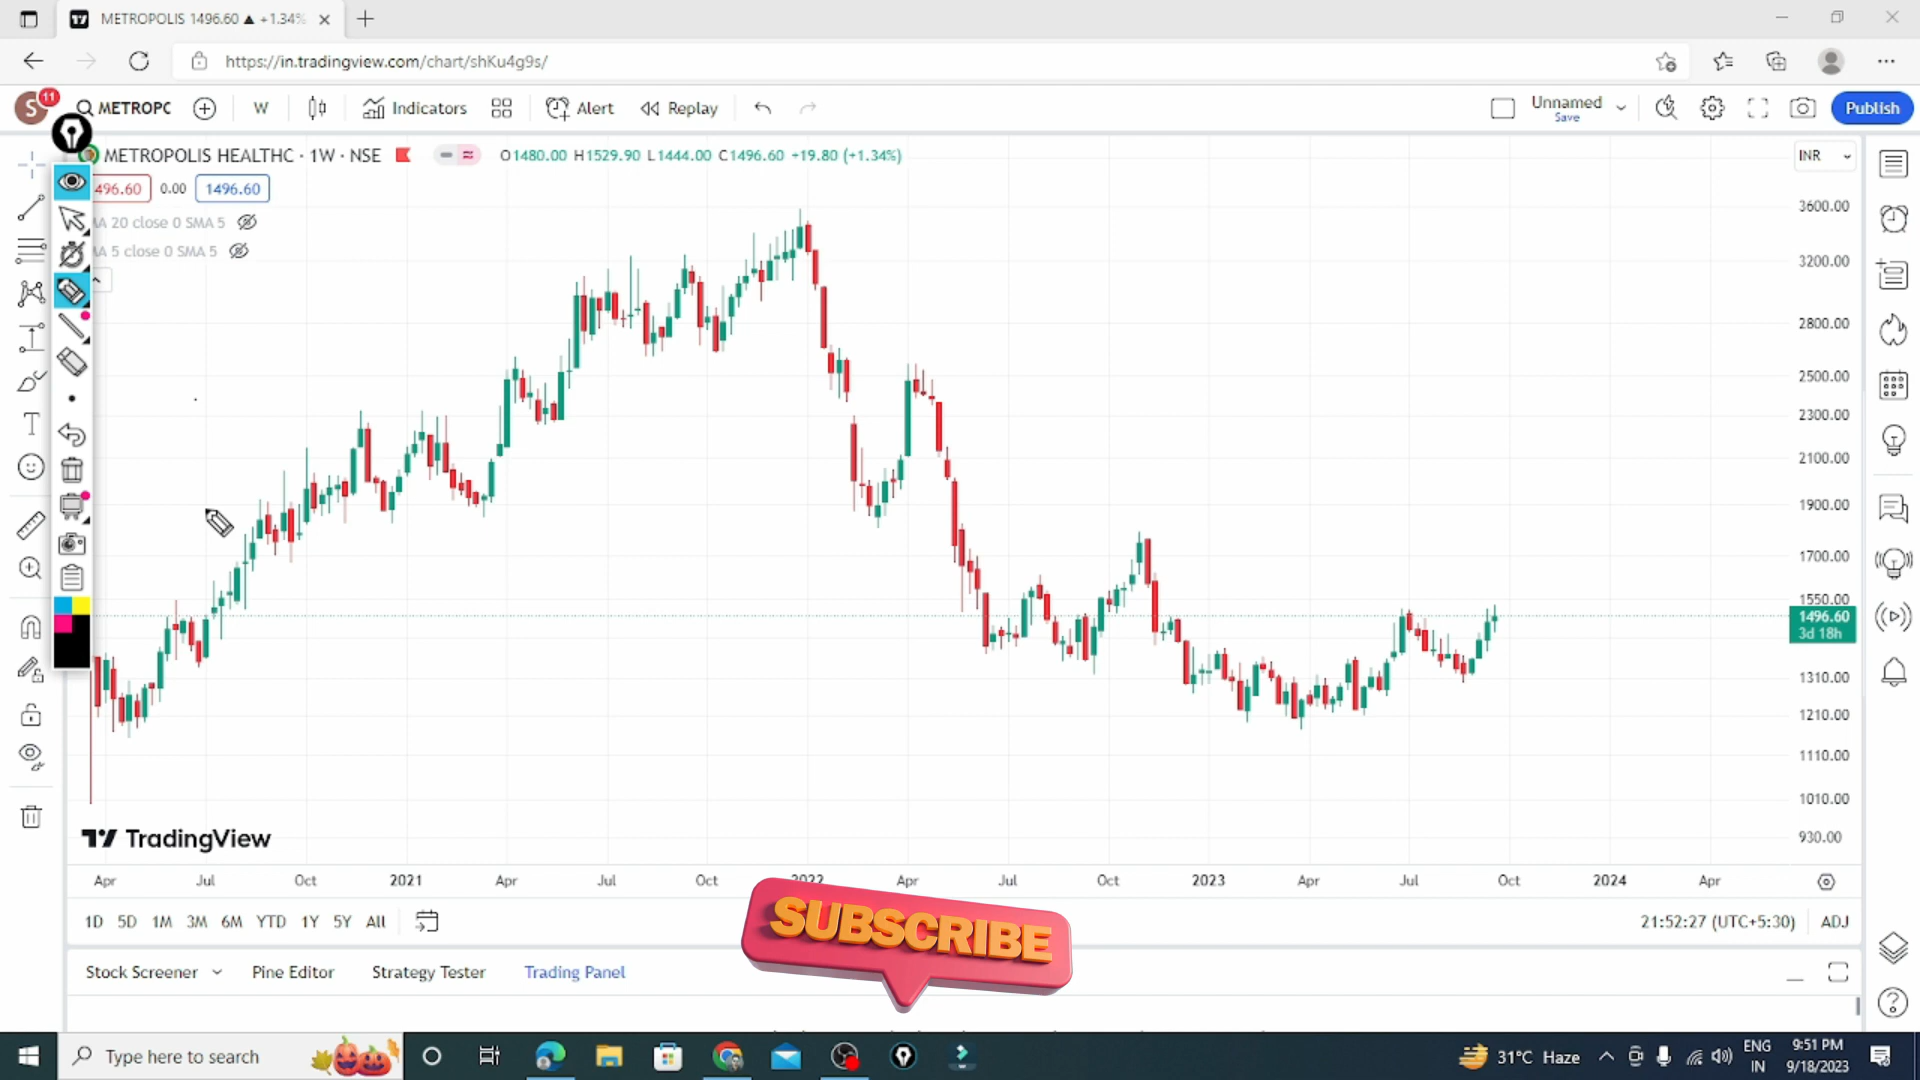 METROPOLIS 1496.60 ▲ +1.34%
https://in.tradingview.com/chart/shKu4g9s/
S
11
METROPC
W
Indicators
Alert
Replay
Unnamed
Save
Publish
METROPOLIS HEALTHC · 1W · NSE
O1480.00 H1529.90 L1444.00 C1496.60 +19.80 (+1.34%)
INR
496.60
0.00
1496.60
MA 20 close 0 SMA 5
MA 5 close 0 SMA 5
3600.00
3200.00
2800.00
2500.00
2300.00
2100.00
1900.00
1700.00
1550.00
1496.60
3d 18h
1310.00
1210.00
1110.00
1010.00
930.00
TradingView
Apr Jul Oct 2021 Apr Jul Oct 2022 Apr Jul Oct 2023 Apr Jul Oct 2024 Apr
1D 5D 1M 3M 6M YTD 1Y 5Y All
21:52:27 (UTC+5:30) ADJ
SUBSCRIBE
Stock Screener Pine Editor Strategy Tester Trading Panel
Type here to search
31°C Haze
ENG
IN
9:51 PM
9/18/2023